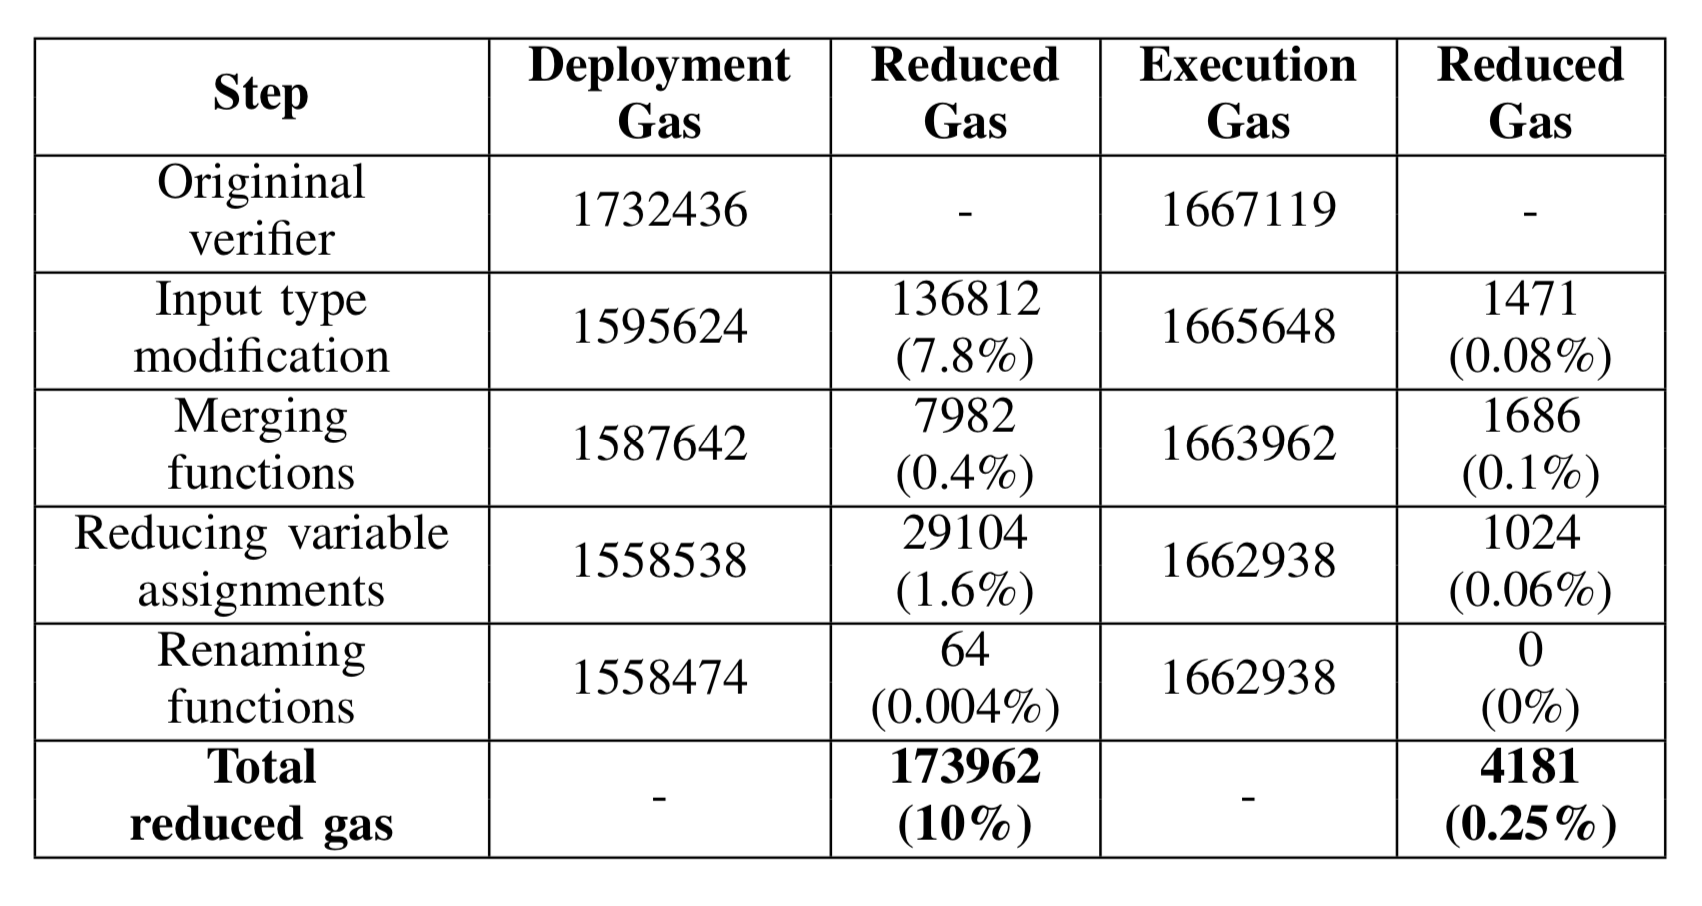 Step Deployment Gas Reduced Gas Execution Gas Reduced Gas
Origininal verifier 1732436 - 1667119 -
Input type modification 1595624 136812 (7.8%) 1665648 1471 (0.08%)
Merging functions 1587642 7982 (0.4%) 1663962 1686 (0.1%)
Reducing variable assignments 1558538 29104 (1.6%) 1662938 1024 (0.06%)
Renaming functions 1558474 64 (0.004%) 1662938 0 (0%)
Total reduced gas - 173962 (10%) - 4181 (0.25%)